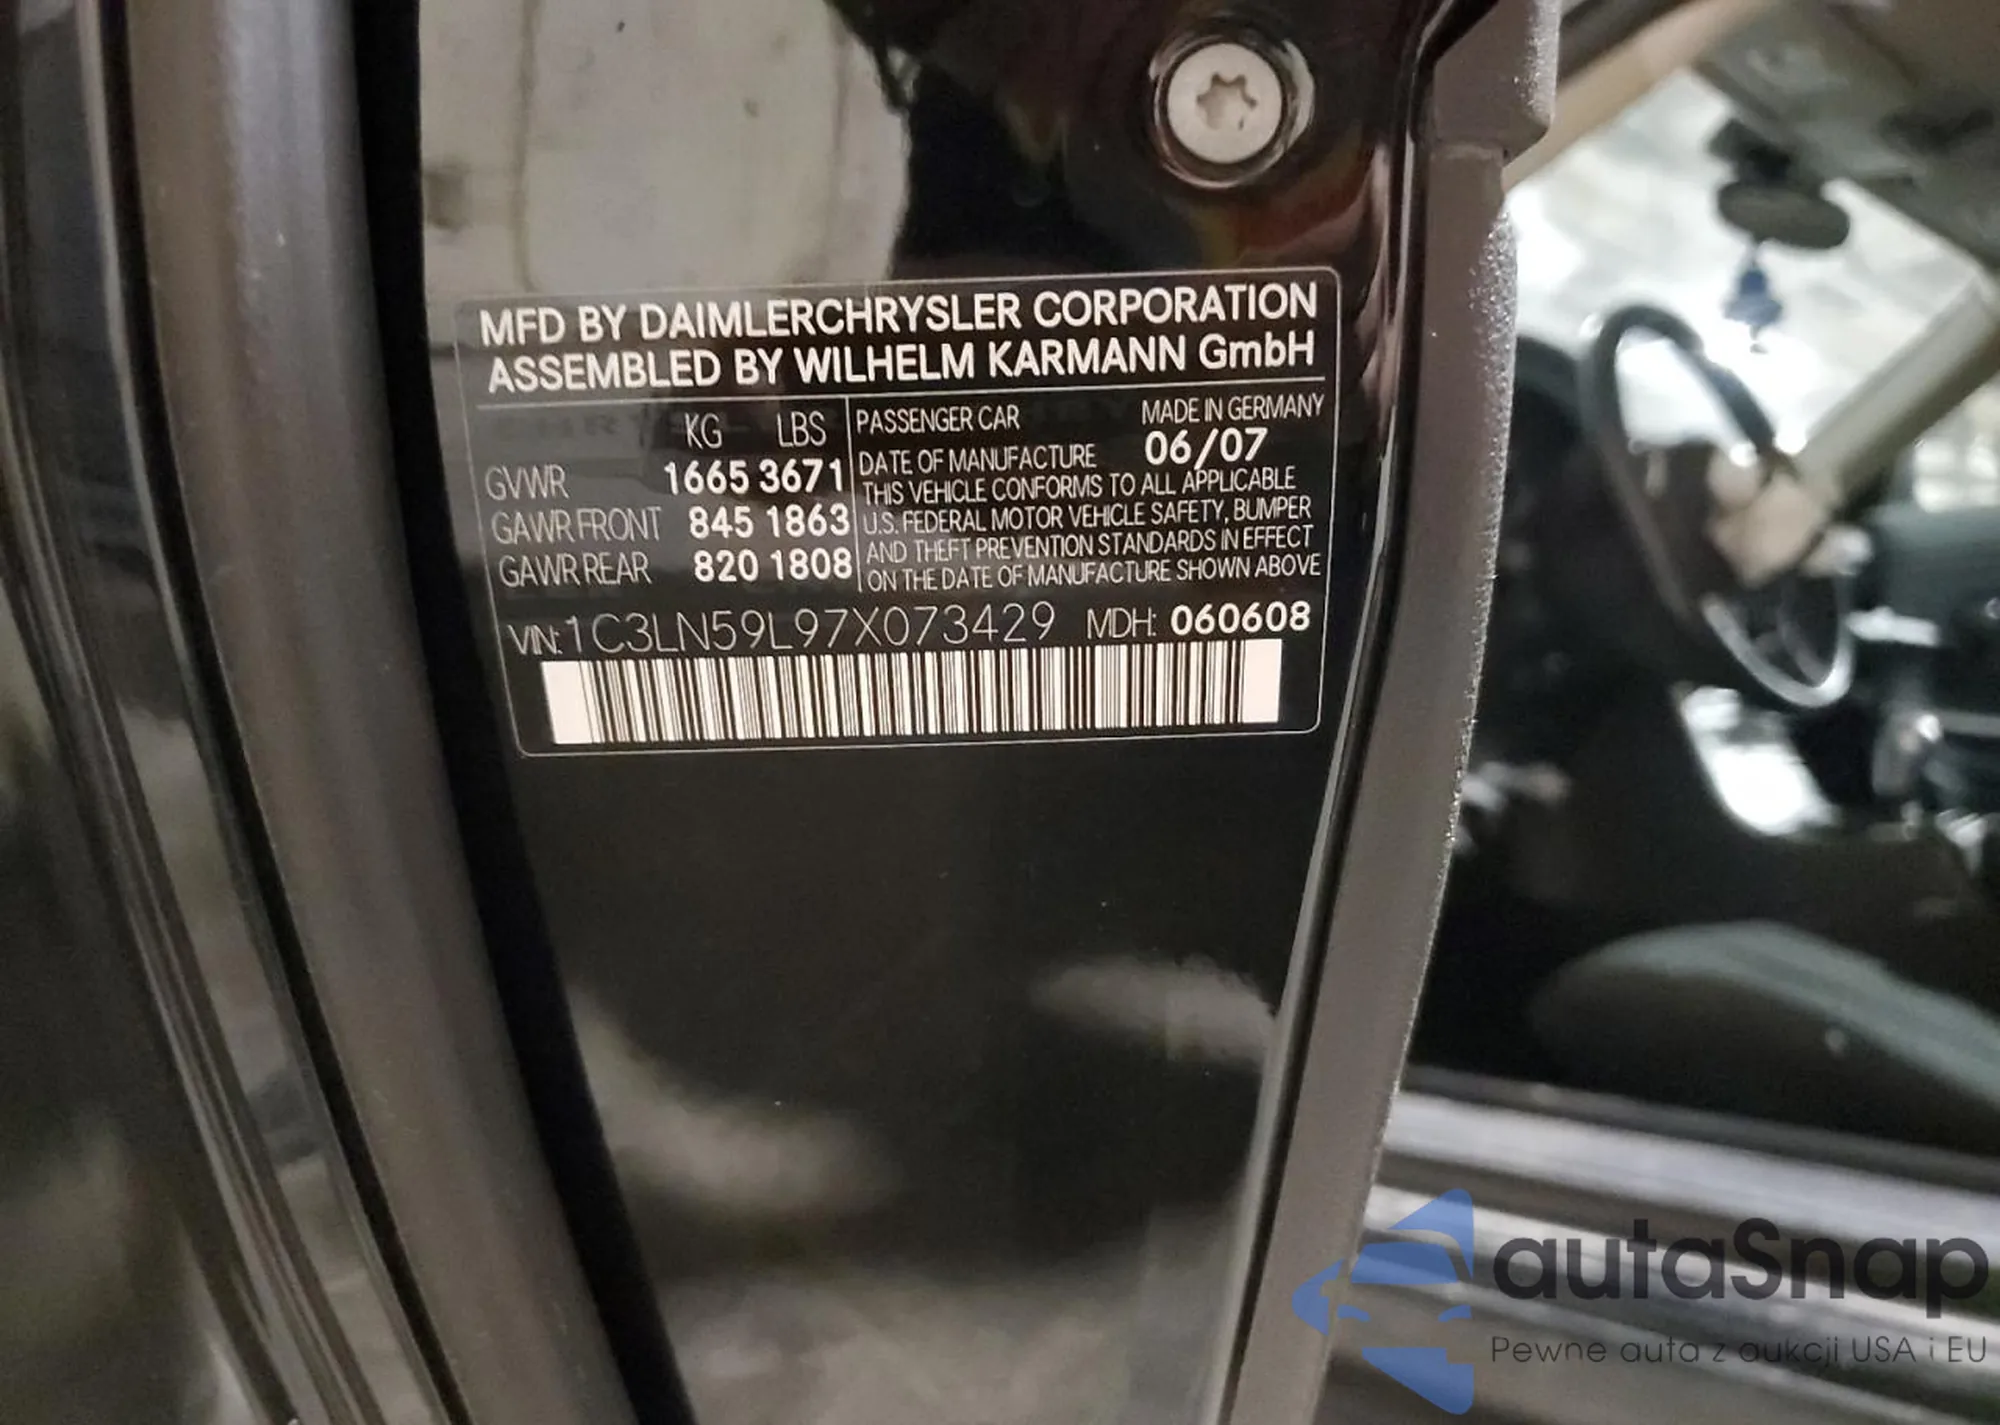 MFD BY DAIMLERCHRYSLER CORPORATION
ASSEMBLED BY WILHELM KARMANN GmbH
KG LBS
GVWR 1665 3671
GAWR FRONT 845 1863
GAWR REAR 820 1808
PASSENGER CAR MADE IN GERMANY
DATE OF MANUFACTURE 06/07
THIS VEHICLE CONFORMS TO ALL APPLICABLE
U.S. FEDERAL MOTOR VEHICLE SAFETY, BUMPER
AND THEFT PREVENTION STANDARDS IN EFFECT
ON THE DATE OF MANUFACTURE SHOWN ABOVE
VIN: 1C3LN59L97X073429 MDH: 060608
autaSnap
Pewne auta z aukcji USA i EU